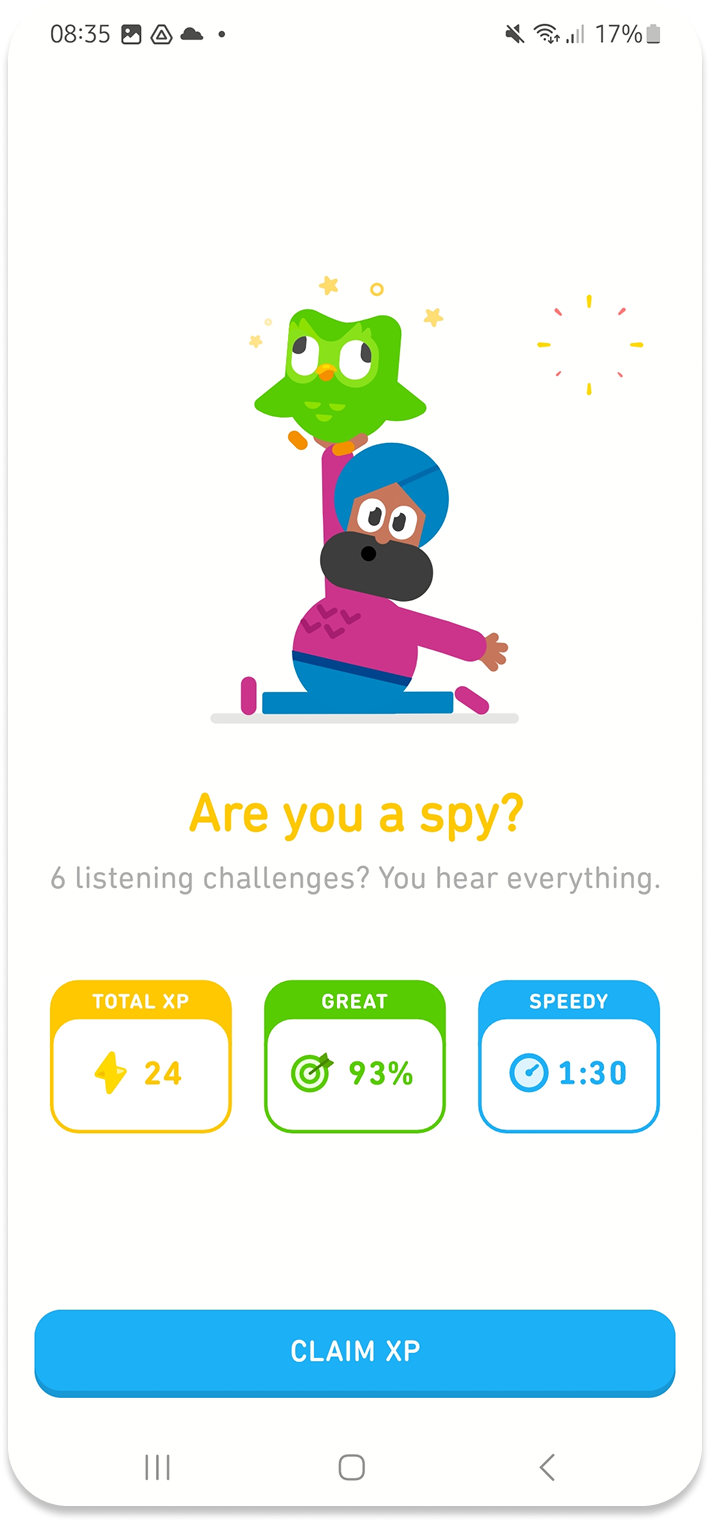 08:35 17%
Are you a spy?
6 listening challenges? You hear everything.
TOTAL XP GREAT SPEEDY
24 93% 1:30
CLAIM XP